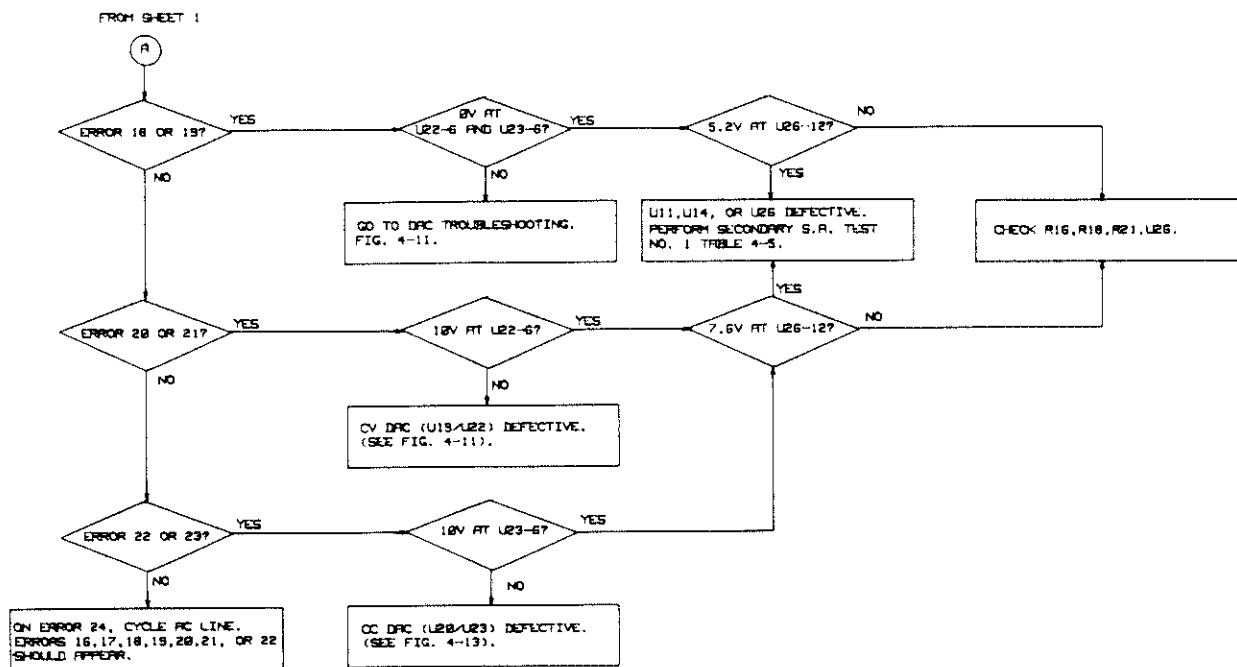 FROM SHEET 1
A
ERROR 18 OR 19?
YES
0V AT
U22-6 AND U23-6?
YES
5.2V AT U26-12?
NO
NO
NO
YES
GO TO DAC TROUBLESHOOTING.
FIG. 4-11.
U11,U14, OR U26 DEFECTIVE.
PERFORM SECONDARY S.A. TEST
NO. 1 TABLE 4-5.
CHECK R16,R18,R21,U26.
YES
ERROR 20 OR 21?
YES
10V AT U22-6?
YES
7.6V AT U26-12?
NO
NO
NO
CV DAC (U19/U22) DEFECTIVE.
(SEE FIG. 4-11).
ERROR 22 OR 23?
YES
10V AT U23-6?
YES
NO
NO
ON ERROR 24, CYCLE AC LINE.
ERRORS 16,17,18,19,20,21, OR 22
SHOULD APPEAR.
CC DAC (U20/U23) DEFECTIVE.
(SEE FIG. 4-13).